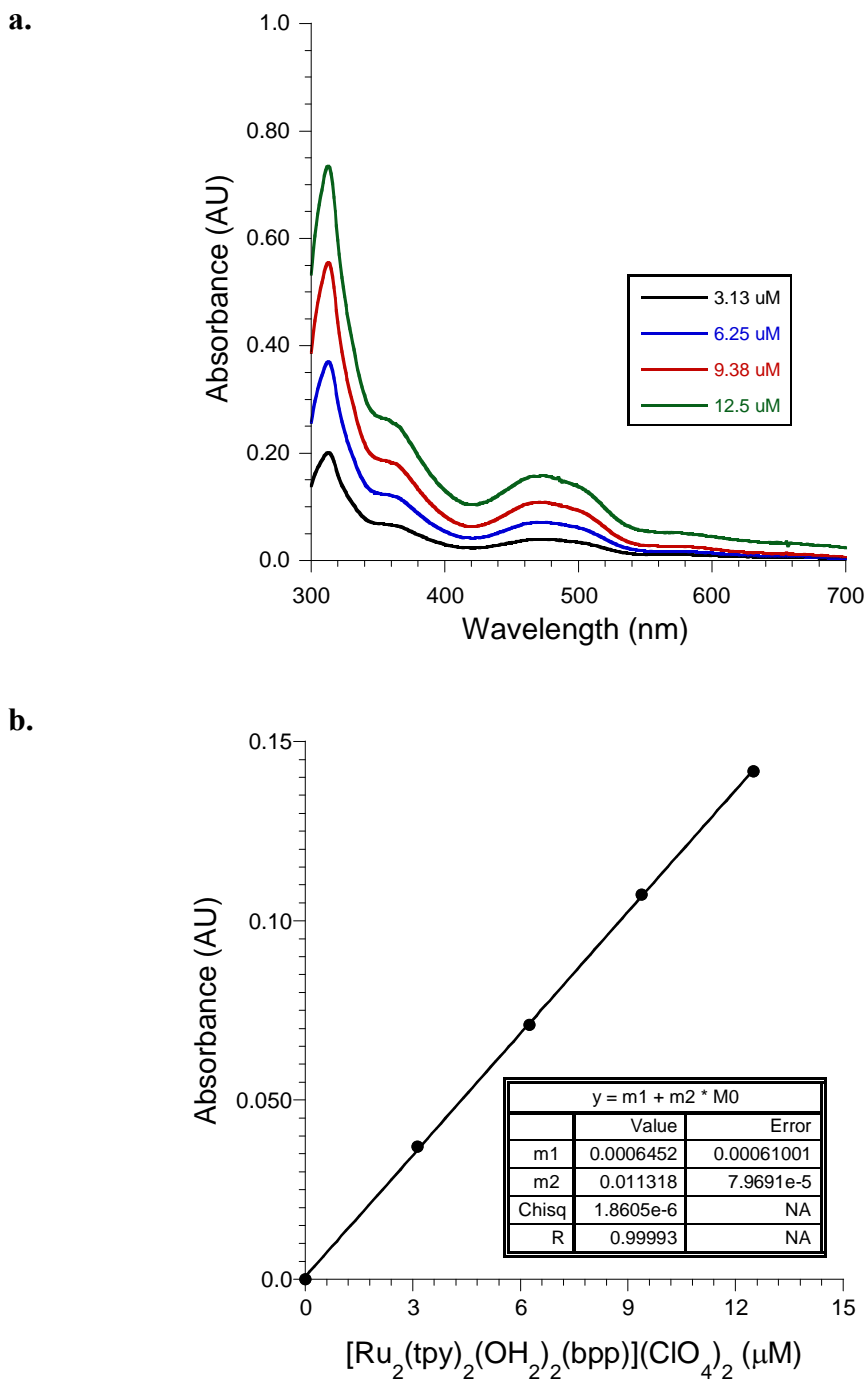 a.
1.0
0.80
0.60
0.40
0.20
0.0
Absorbance (AU)
3.13 uM
6.25 uM
9.38 uM
12.5 uM
300 400 500 600 700
Wavelength (nm)
b.
0.15
0.10
0.050
0.0
Absorbance (AU)
y = m1 + m2 * M0
Value Error
m1 0.0006452 0.00061001
m2 0.011318 7.9691e-5
Chisq 1.8605e-6 NA
R 0.99993 NA
0 3 6 9 12 15
[Ru2(tpy)2(OH2)2(bpp)](ClO4)2 (μM)